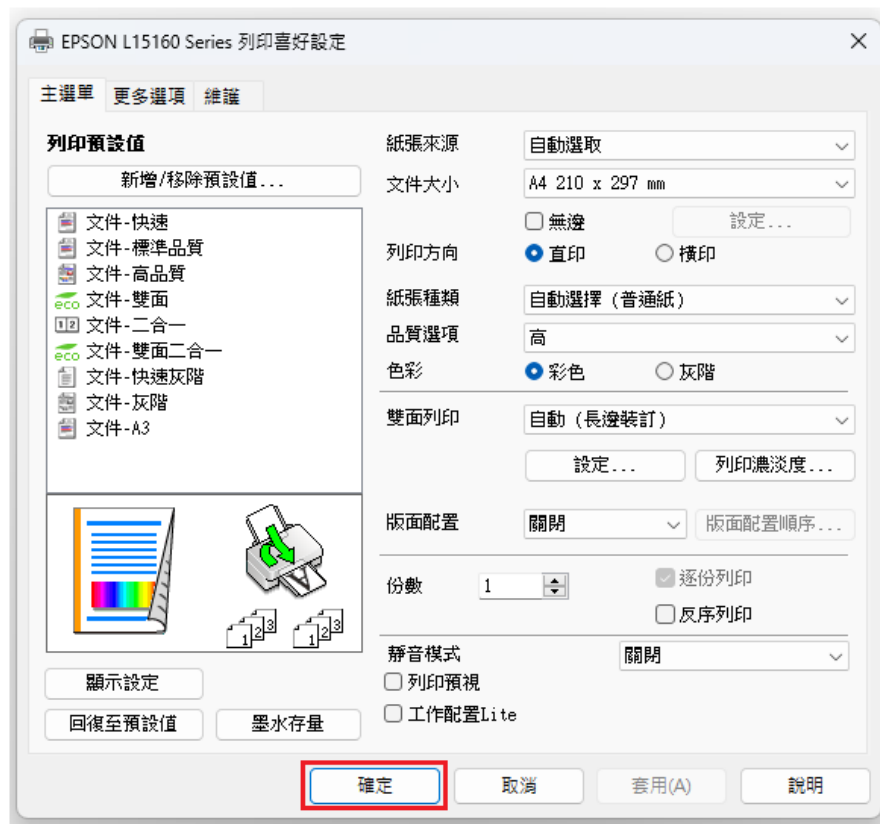 EPSON L15160 Series 列印喜好設定
主選單 更多選項 維護
列印預設值
新增/移除預設值...
文件-快速
文件-標準品質
文件-高品質
eco 文件-雙面
1 2 文件-二合一
eco 文件-雙面二合一
文件-快速灰階
文件-灰階
文件-A3
1 2 3 1 2 3
顯示設定
回復至預設值 墨水存量
紙張來源 自動選取
文件大小 A4 210 x 297 mm
無邊 設定...
列印方向 直印 橫印
紙張種類 自動選擇 (普通紙)
品質選項 高
色彩 彩色 灰階
雙面列印 自動 (長邊裝訂)
設定... 列印濃淡度...
版面配置 關閉 版面配置順序...
份數 1 逐份列印
反序列印
靜音模式 關閉
列印預視
工作配置Lite
確定 取消 套用(A) 說明